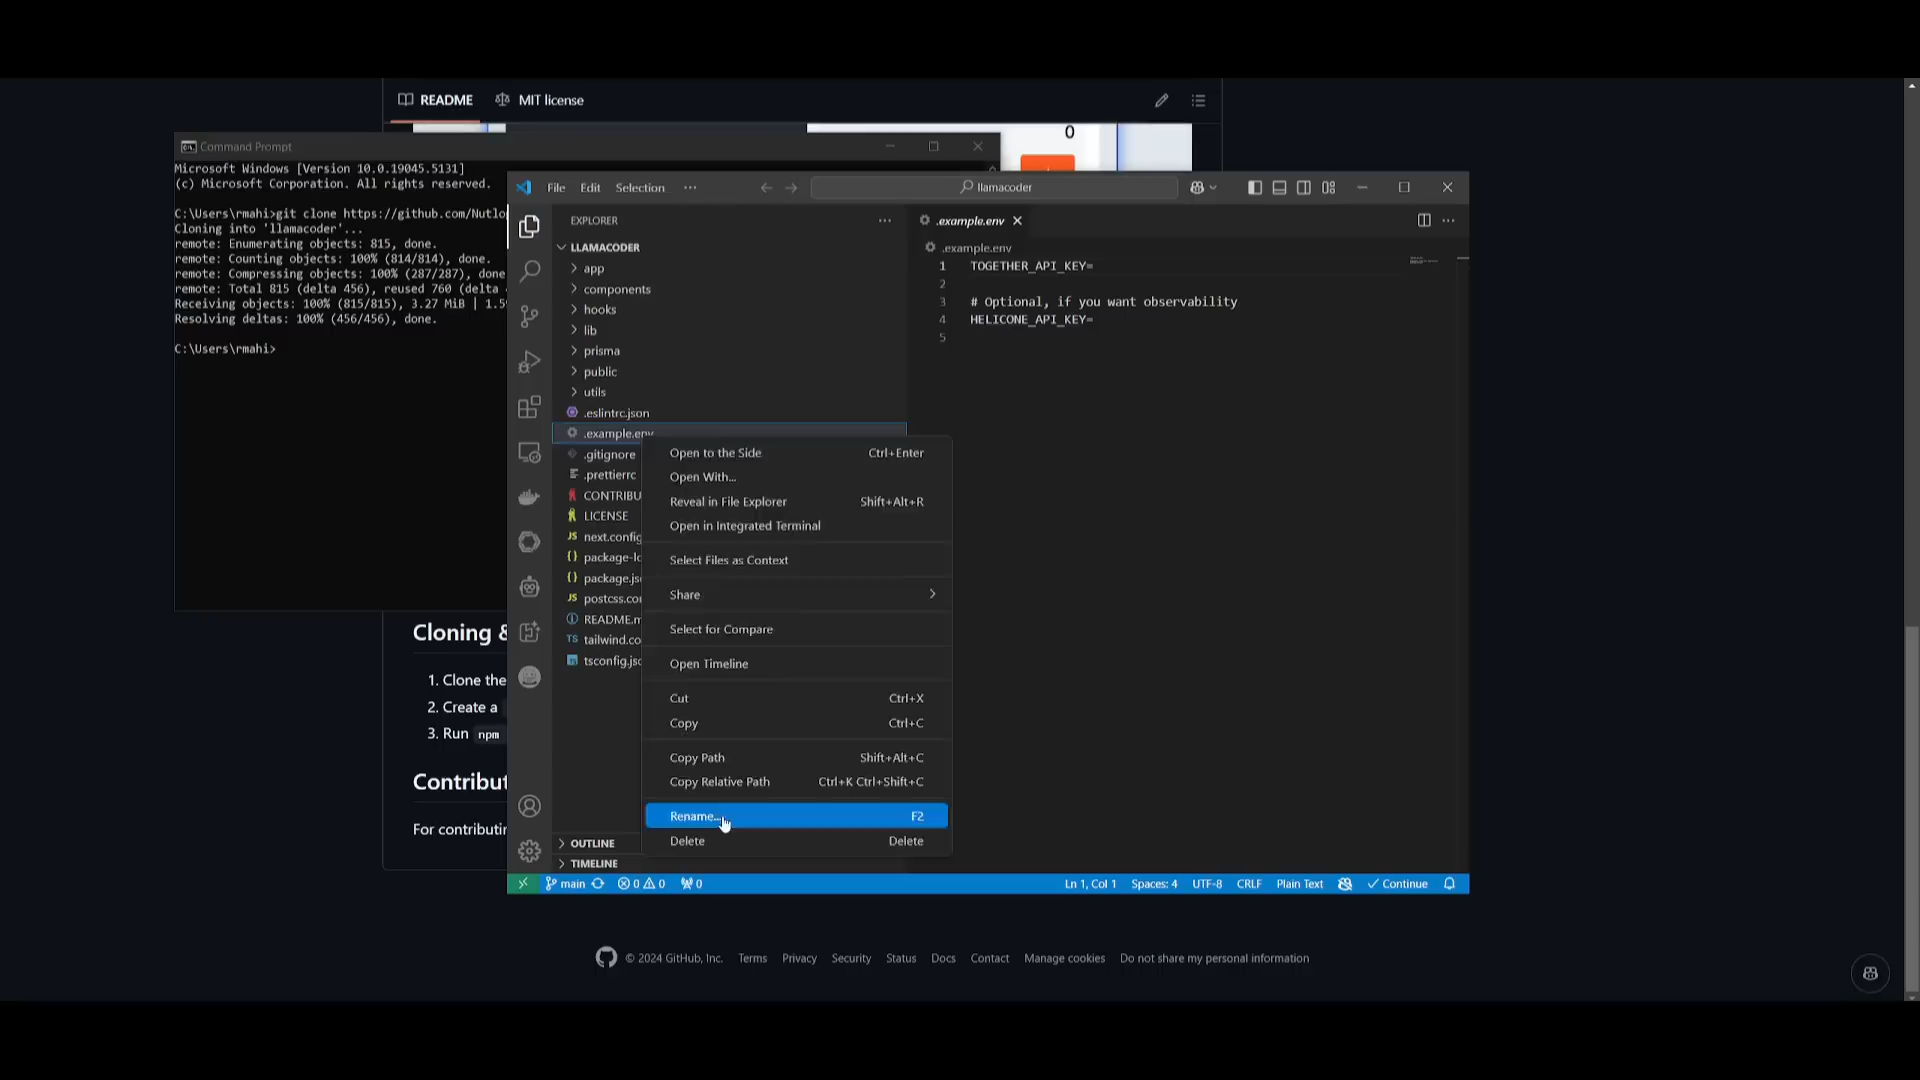 README MIT license
0
Command Prompt
Microsoft Windows [Version 10.0.19045.5131]
(c) Microsoft Corporation. All rights reserved.
C:\Users\rmahi>git clone https://github.com/Nutlo
Cloning into 'llamacoder'...
remote: Enumerating objects: 815, done.
remote: Counting objects: 100% (814/814), done.
remote: Compressing objects: 100% (287/287), done
remote: Total 815 (delta 456), reused 760 (delta
Receiving objects: 100% (815/815), 3.27 MiB | 1.5
Resolving deltas: 100% (456/456), done.
C:\Users\rmahi>
File Edit Selection ··· llamacoder
EXPLORER
LLAMACODER
app
components
hooks
lib
prisma
public
utils
.eslintrc.json
.example.env
.gitignore
.prettierrc
CONTRIBU
LICENSE
next.config
package-lo
package.jso
postcss.co
README.m
tailwind.co
tsconfig.jso
OUTLINE
TIMELINE
.example.env
.example.env
1 TOGETHER_API_KEY=
2
3 # Optional, if you want observability
4 HELICONE_API_KEY=
5
Open to the Side Ctrl+Enter
Open With...
Reveal in File Explorer Shift+Alt+R
Open in Integrated Terminal
Select Files as Context
Share
Select for Compare
Open Timeline
Cut Ctrl+X
Copy Ctrl+C
Copy Path Shift+Alt+C
Copy Relative Path Ctrl+K Ctrl+Shift+C
Rename... F2
Delete Delete
main 0 0 0 Ln 1, Col 1 Spaces: 4 UTF-8 CRLF Plain Text Continue
Cloning &
1. Clone the
2. Create a
3. Run npm
Contribut
For contributin
© 2024 GitHub, Inc. Terms Privacy Security Status Docs Contact Manage cookies Do not share my personal information